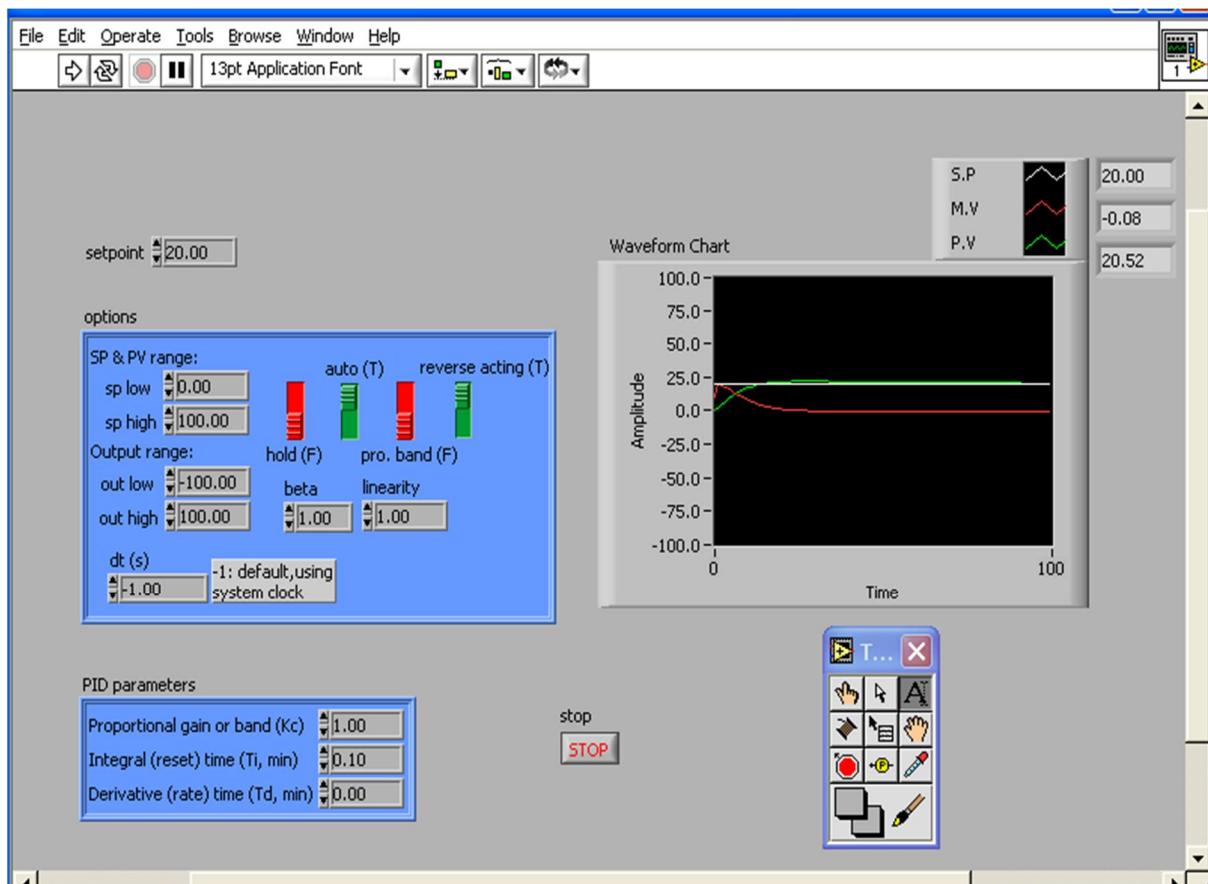 File Edit Operate Tools Browse Window Help
13pt Application Font
1
S.P 20.00
M.V -0.08
P.V 20.52
setpoint 20.00
Waveform Chart
100.0
75.0
50.0
25.0
0.0
-25.0
-50.0
-75.0
-100.0
Amplitude
0 100
Time
options
SP & PV range:
auto (T) reverse acting (T)
sp low 0.00
sp high 100.00
Output range:
hold (F) pro. band (F)
out low -100.00
beta linearity
out high 100.00
1.00 1.00
dt (s)
-1.00
-1: default,using
system clock
PID parameters
Proportional gain or band (Kc) 1.00
Integral (reset) time (Ti, min) 0.10
Derivative (rate) time (Td, min) 0.00
stop
STOP
T...
A
P